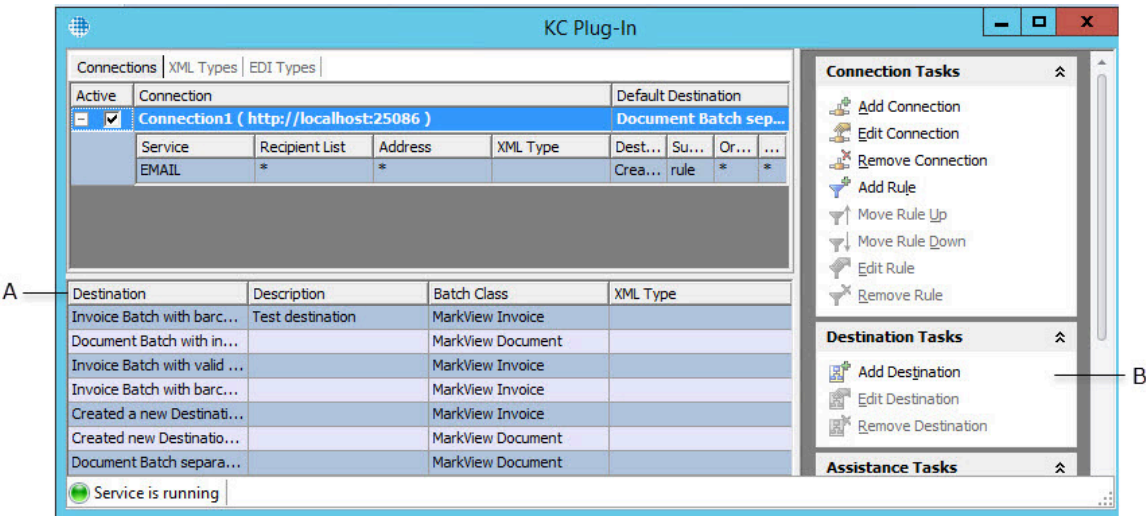 KC Plug-In
Connections XML Types EDI Types
Active Connection Default Destination
Connection1 ( http://localhost:25086 ) Document Batch sep...
Service Recipient List Address XML Type Dest... Su... Or... ...
EMAIL * * Crea... rule * *
A
Destination Description Batch Class XML Type
Invoice Batch with barc... Test destination MarkView Invoice
Document Batch with in... MarkView Document
Invoice Batch with valid ... MarkView Invoice
Invoice Batch with barc... MarkView Invoice
Created a new Destinati... MarkView Invoice
Created new Destinatio... MarkView Document
Document Batch separa... MarkView Document
Service is running
Connection Tasks
Add Connection
Edit Connection
Remove Connection
Add Rule
Move Rule Up
Move Rule Down
Edit Rule
Remove Rule
Destination Tasks
Add Destination
B
Edit Destination
Remove Destination
Assistance Tasks